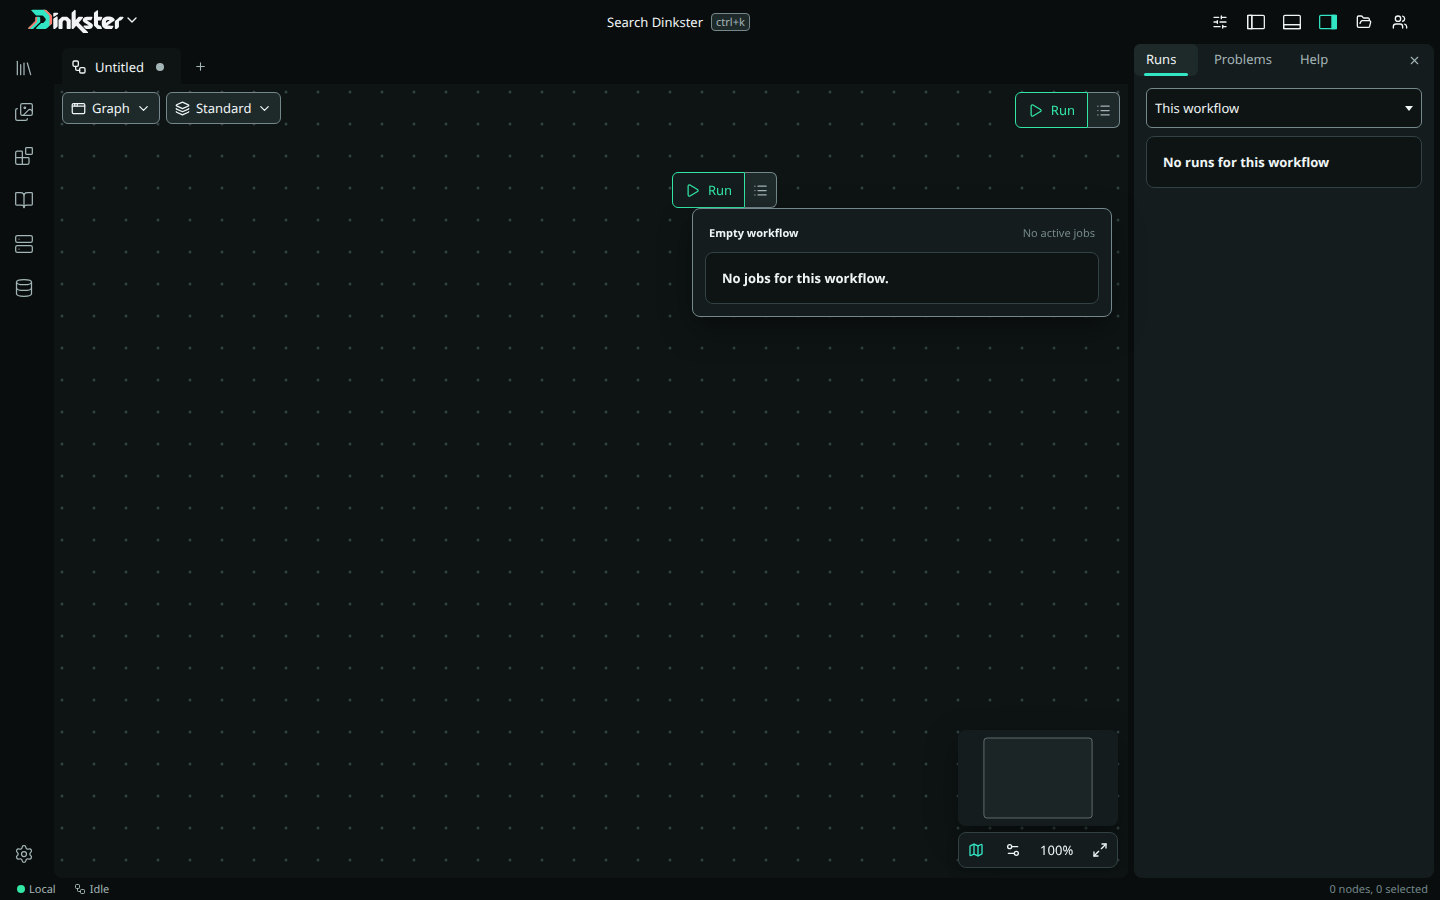 Dinkster
Search Dinkster ctrl+k
Untitled
Runs Problems Help
Graph Standard
Run
This workflow
No runs for this workflow
Run
Empty workflow No active jobs
No jobs for this workflow.
100%
Local Idle
0 nodes, 0 selected